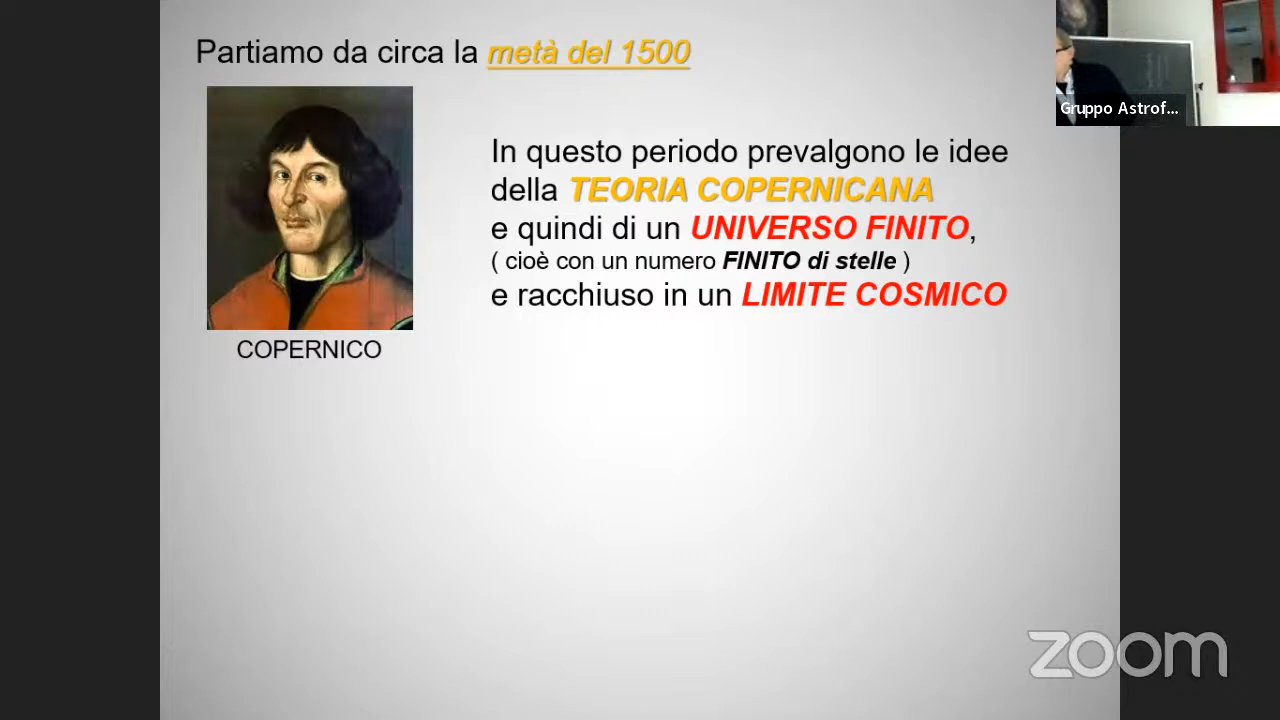 Partiamo da circa la metà del 1500
In questo periodo prevalgono le idee
della TEORIA COPERNICANA
e quindi di un UNIVERSO FINITO,
( cioè con un numero FINITO di stelle )
e racchiuso in un LIMITE COSMICO
COPERNICO
Gruppo Astrof...
zoom